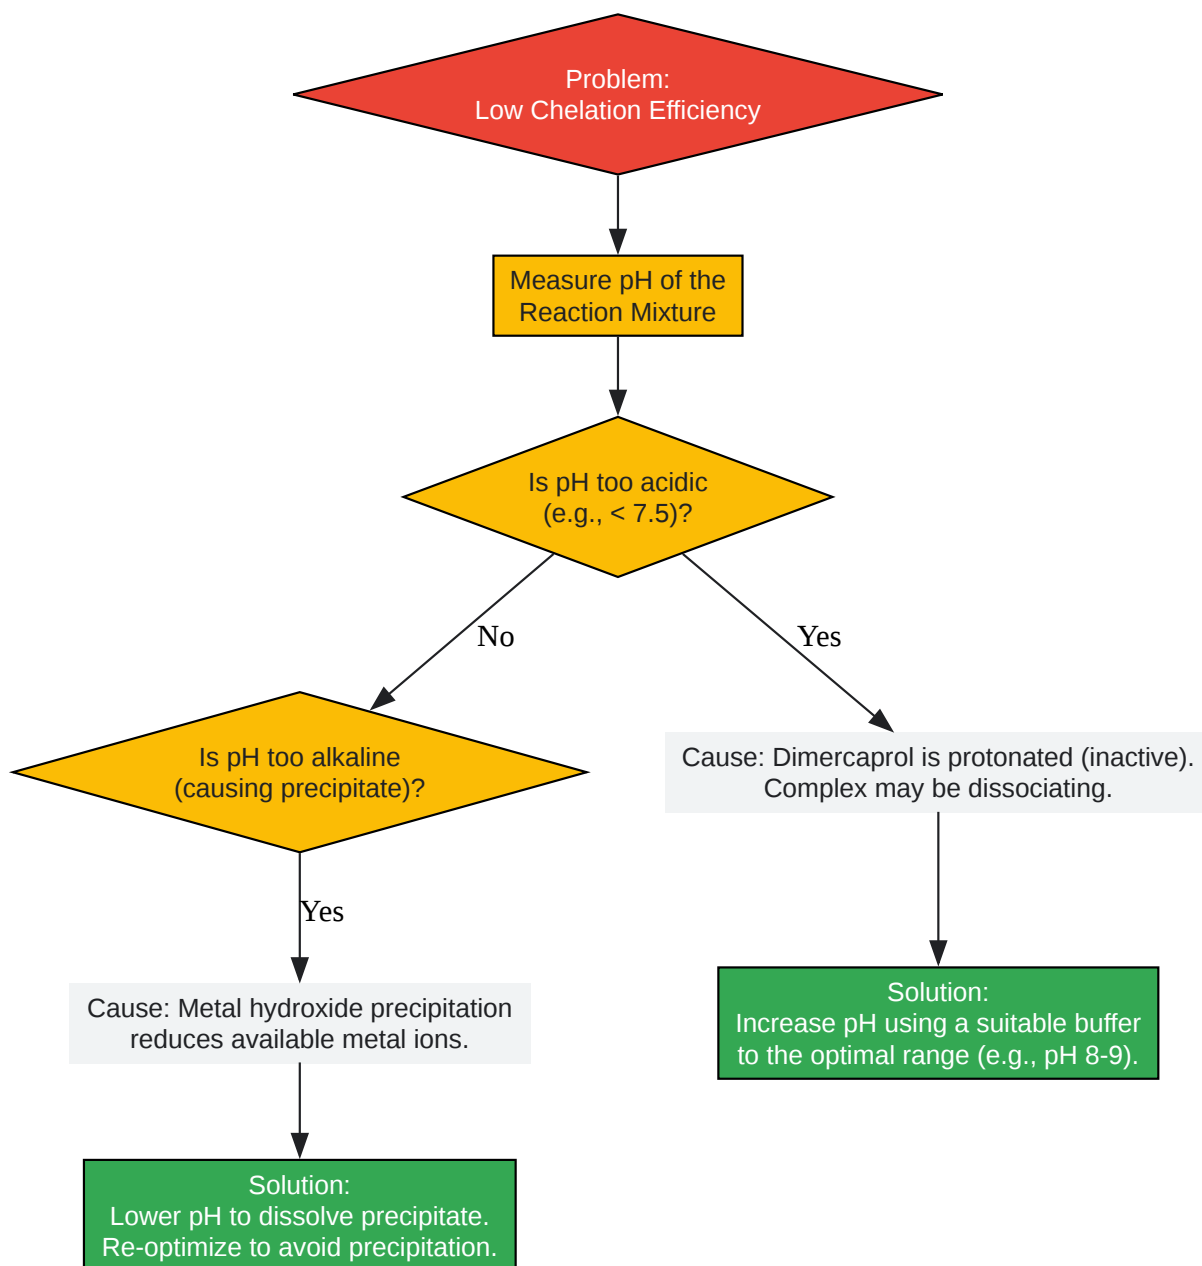 Problem:
Low Chelation Efficiency
Measure pH of the
Reaction Mixture
Is pH too acidic
(e.g., < 7.5)?
No
Yes
Is pH too alkaline
(causing precipitate)?
Cause: Dimercaprol is protonated (inactive).
Complex may be dissociating.
Yes
Cause: Metal hydroxide precipitation
reduces available metal ions.
Solution:
Increase pH using a suitable buffer
to the optimal range (e.g., pH 8-9).
Solution:
Lower pH to dissolve precipitate.
Re-optimize to avoid precipitation.